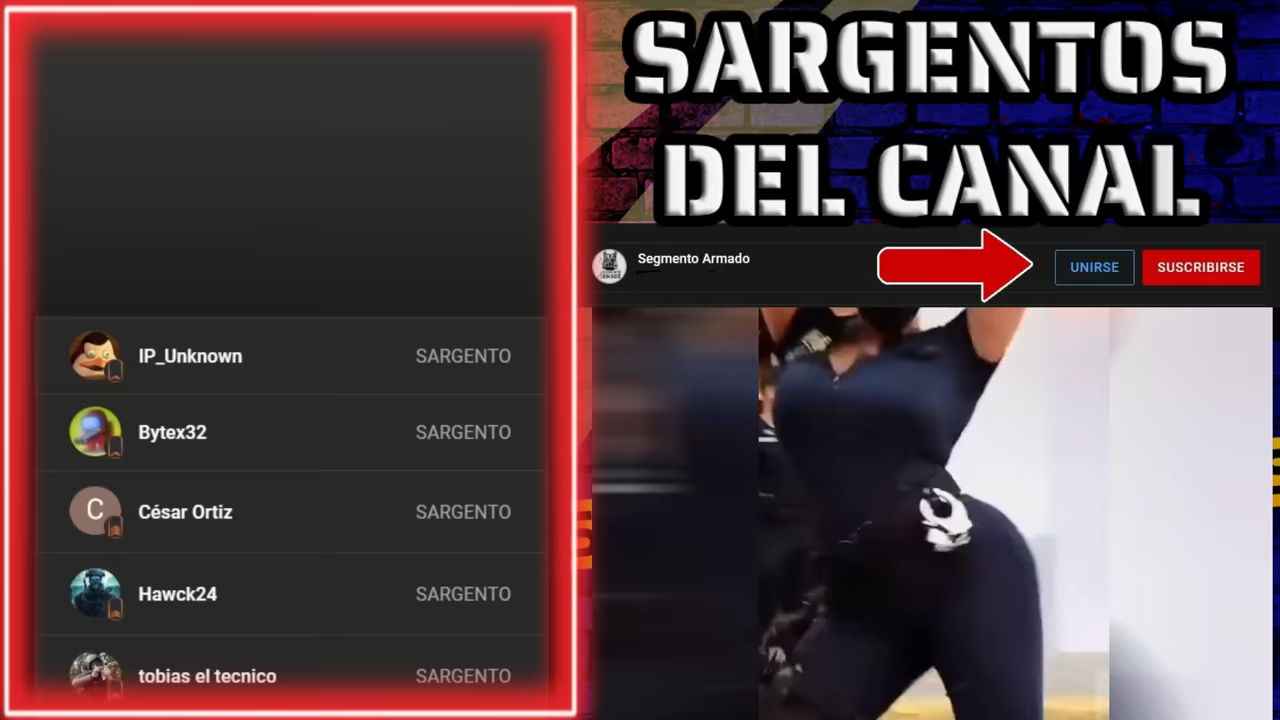 SARGENTOS
DEL CANAL
Segmento Armado
UNIRSE
SUSCRIBIRSE
IP_Unknown SARGENTO
Bytex32 SARGENTO
C
César Ortiz SARGENTO
Hawck24 SARGENTO
tobias el tecnico SARGENTO